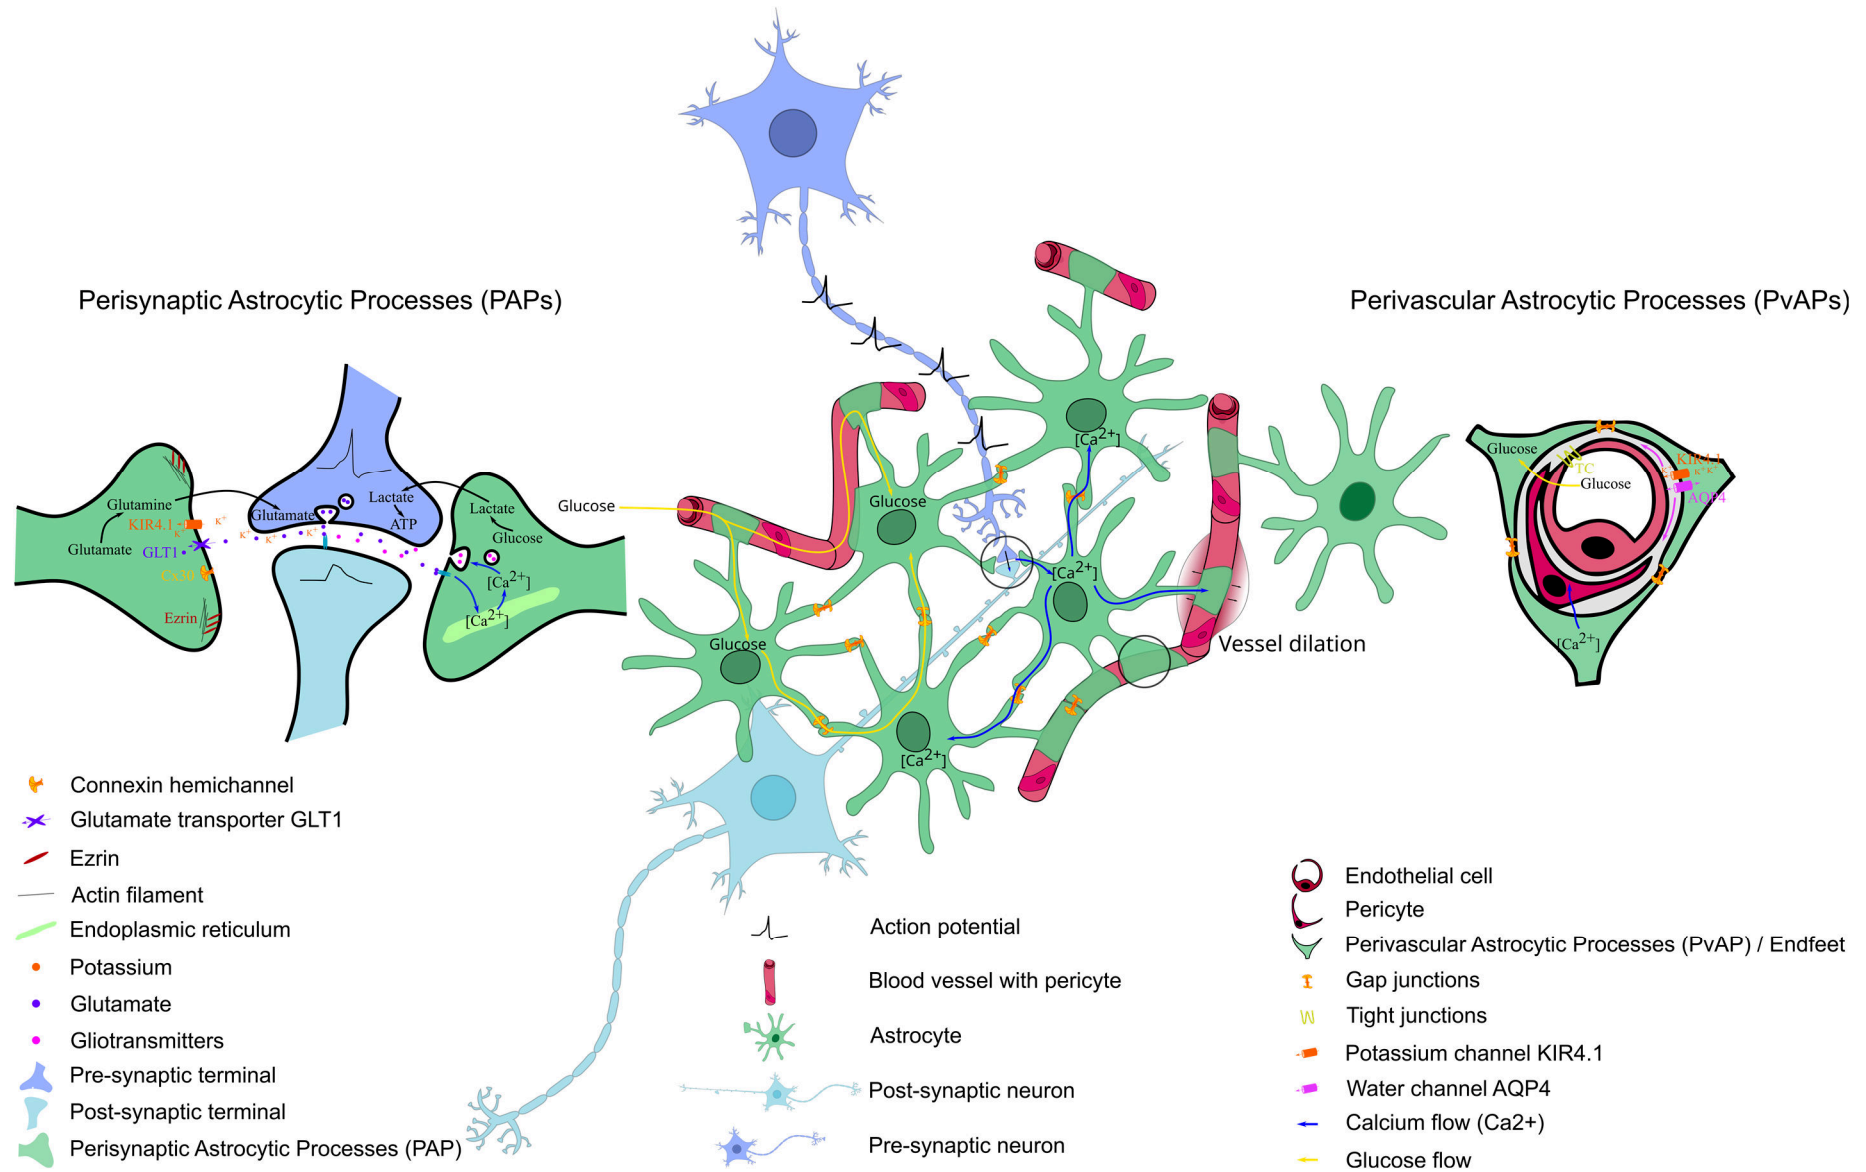 Perisynaptic Astrocytic Processes (PAPs)
Perivascular Astrocytic Processes (PvAPs)
Glutamine
Glutamate
KIR4.1
K+
K
GLT1
Cx30
Ezrin
Glutamate
K+
K+
K+
Lactate
ATP
Lactate
Glucose
[Ca2+]
[Ca2+]
Glucose
Glucose
Glucose
[Ca2+]
[Ca2+]
[Ca2+]
Vessel dilation
Glucose
TC
Glucose
KIR4.1
K+K+
AQP4
[Ca2+]
Connexin hemichannel
Glutamate transporter GLT1
Ezrin
Actin filament
Endoplasmic reticulum
Potassium
Glutamate
Gliotransmitters
Pre-synaptic terminal
Post-synaptic terminal
Perisynaptic Astrocytic Processes (PAP)
Action potential
Blood vessel with pericyte
Astrocyte
Post-synaptic neuron
Pre-synaptic neuron
Endothelial cell
Pericyte
Perivascular Astrocytic Processes (PvAP) / Endfeet
Gap junctions
Tight junctions
Potassium channel KIR4.1
Water channel AQP4
Calcium flow (Ca2+)
Glucose flow